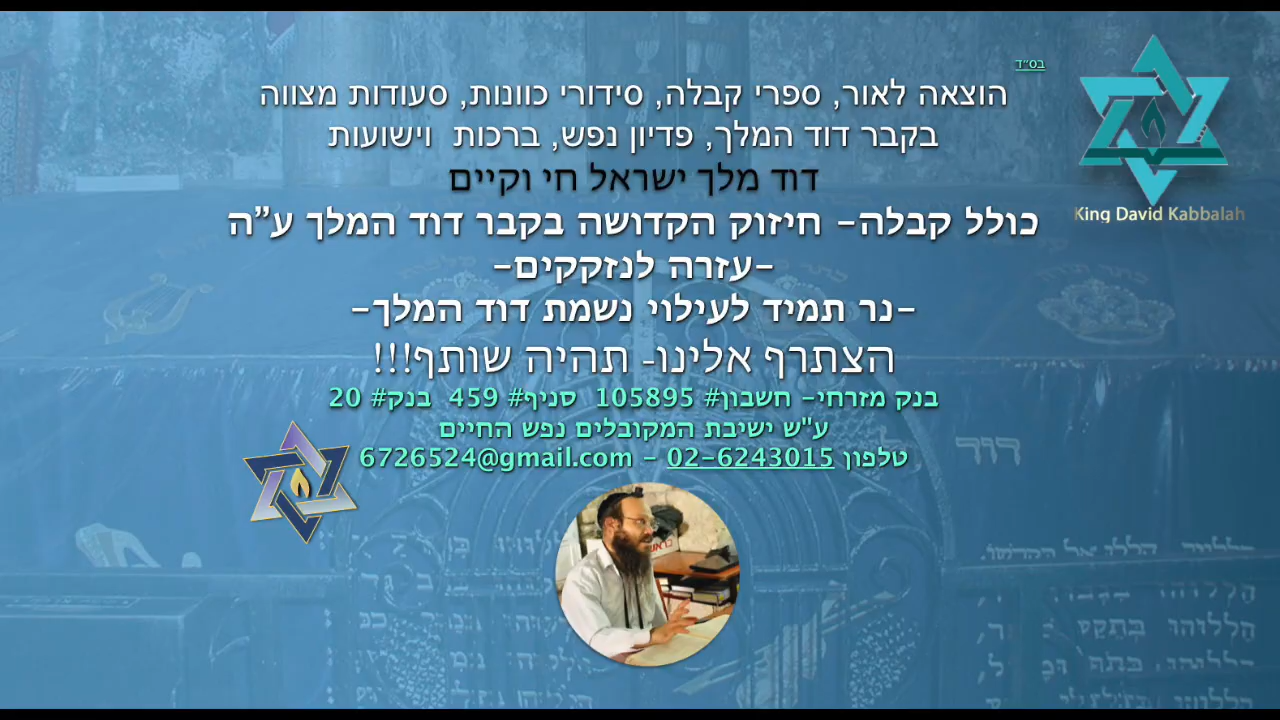 בס״ד
הוצאה לאור, ספרי קבלה, סידורי כוונות, סעודות מצווה
בקבר דוד המלך, פדיון נפש, ברכות  וישועות
דוד מלך ישראל חי וקיים
כולל קבלה- חיזוק הקדושה בקבר דוד המלך ע״ה
-עזרה לנזקקים-
-נר תמיד לעילוי נשמת דוד המלך-
הצתרף אלינו- תהיה שותף!!!
בנק מזרחי- חשבון# 105895  סניף# 459  בנק# 20
ע"ש ישיבת המקובלים נפש החיים
טלפון 02-6243015 - 6726524@gmail.com
King David Kabbalah
דוד